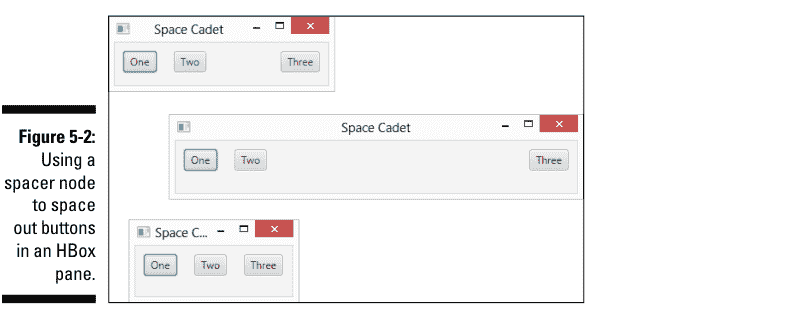 Space Cadet
One Two Three
Space Cadet
One Two Three
Figure 5-2:
Using a
spacer node
to space
out buttons
in an HBox
pane.
Space C...
One Two Three